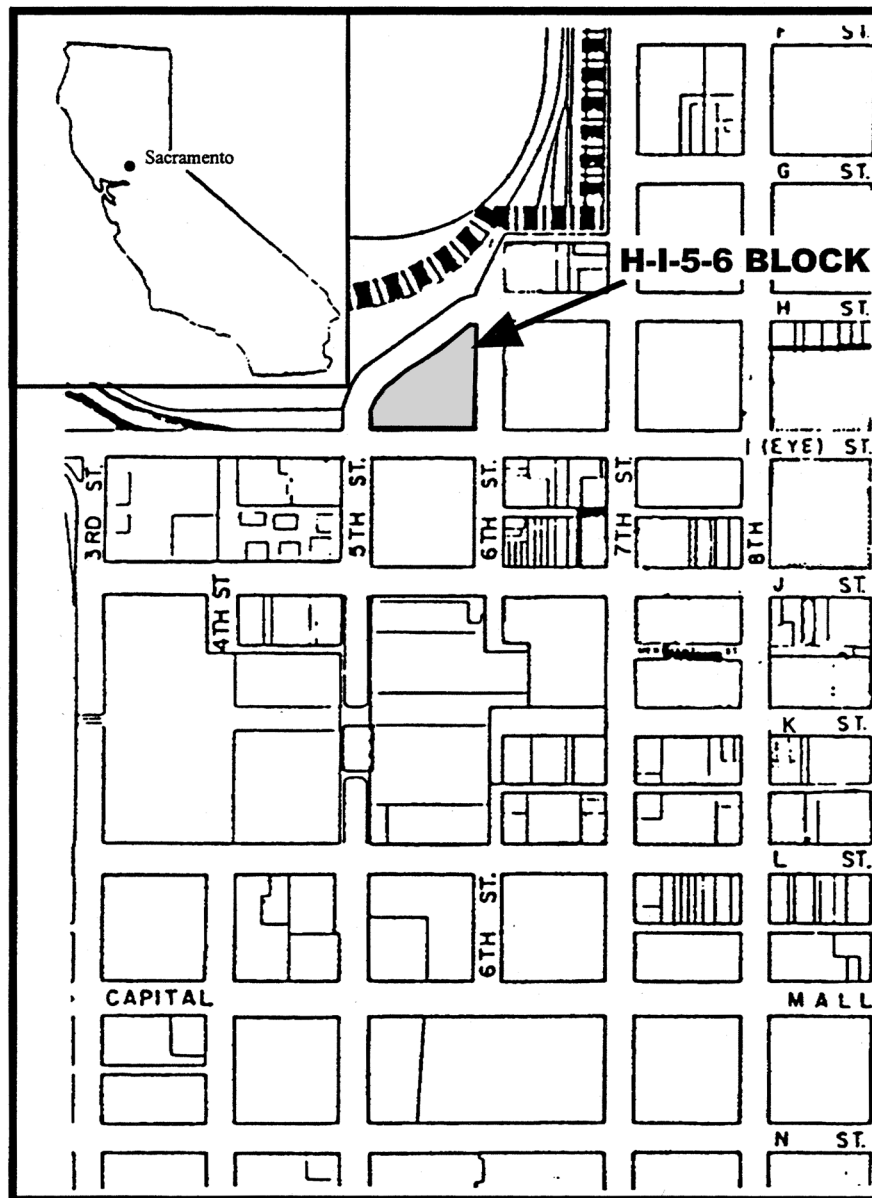 F ST.
Sacramento
G ST.
H-I-5-6 BLOCK
H ST.
I (EYE) ST.
3RD ST.
5TH ST.
6TH ST.
7TH ST.
8TH
J ST.
4TH ST
K ST.
L ST.
6TH ST.
CAPITAL MALL
N ST.